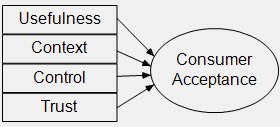 Usefulness
Context
Control
Trust
Consumer
Acceptance